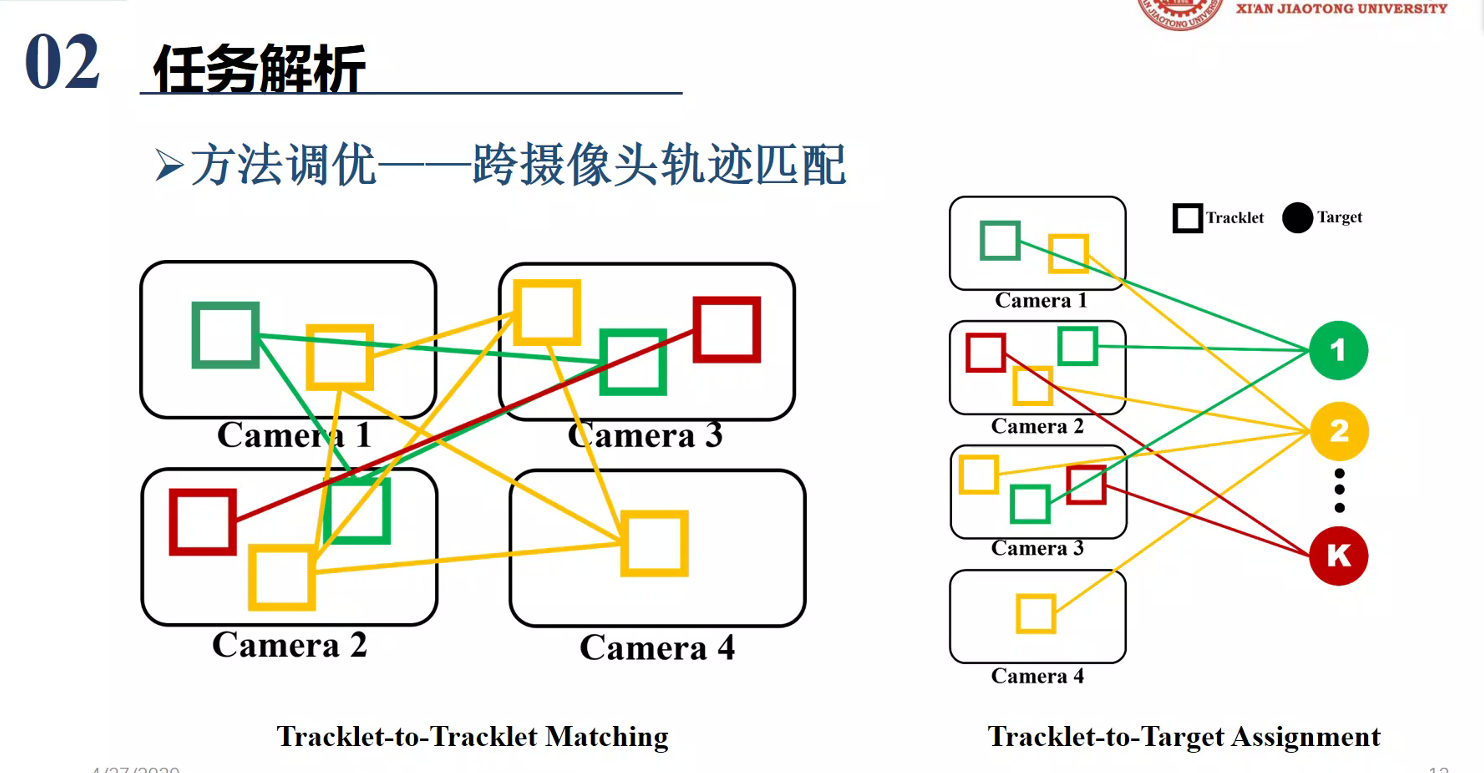 XI'AN JIAOTONG UNIVERSITY
02 任务解析
➢方法调优——跨摄像头轨迹匹配
Camera 1
Camera 3
Camera 2
Camera 4
Tracklet-to-Tracklet Matching
Tracklet
Target
Camera 1
Camera 2
Camera 3
Camera 4
1
2
K
Tracklet-to-Target Assignment